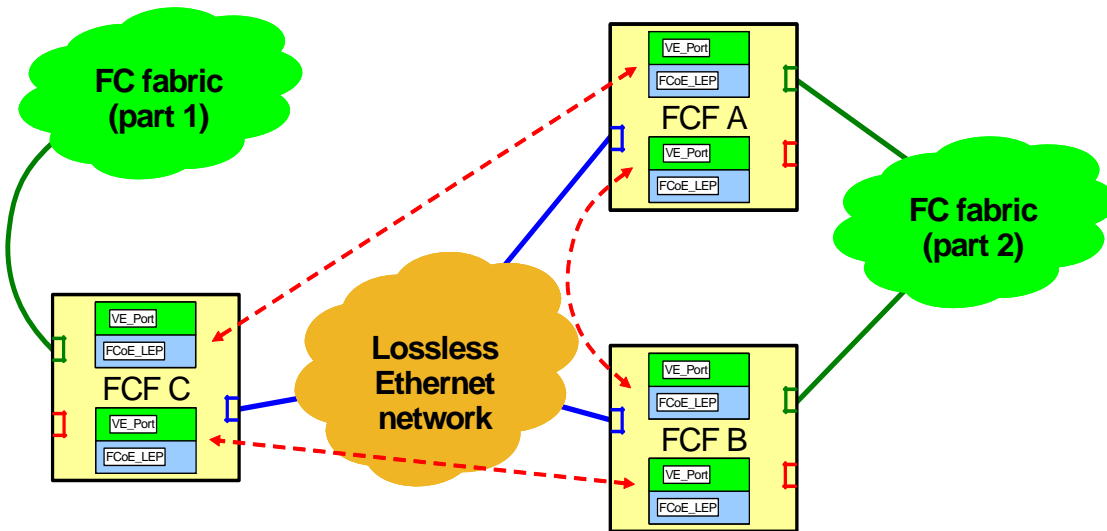 FC fabric
(part 1)
VE_Port
FCoE_LEP
FCF A
VE_Port
FCoE_LEP
FC fabric
(part 2)
VE_Port
FCoE_LEP
FCF C
VE_Port
FCoE_LEP
Lossless
Ethernet
network
VE_Port
FCoE_LEP
FCF B
VE_Port
FCoE_LEP